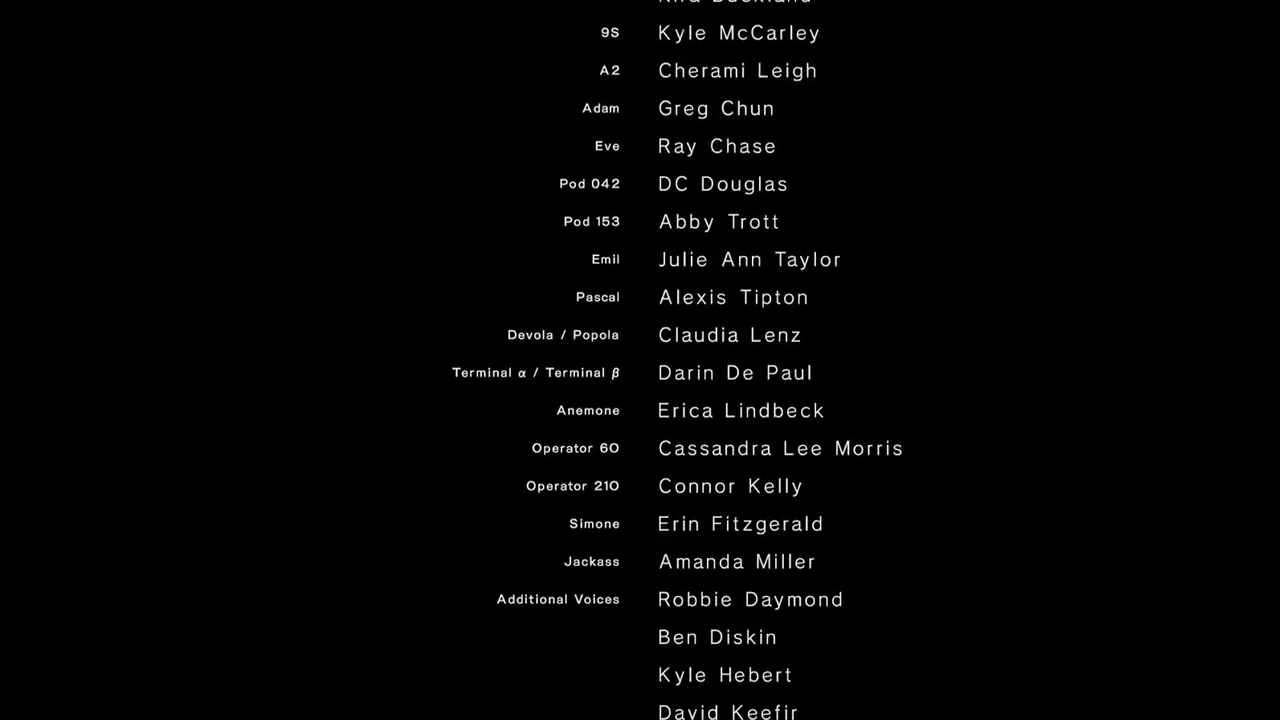 9S Kyle McCarley
A2 Cherami Leigh
Adam Greg Chun
Eve Ray Chase
Pod 042 DC Douglas
Pod 153 Abby Trott
Emil Julie Ann Taylor
Pascal Alexis Tipton
Devola / Popola Claudia Lenz
Terminal α / Terminal β Darin De Paul
Anemone Erica Lindbeck
Operator 6O Cassandra Lee Morris
Operator 21O Connor Kelly
Simone Erin Fitzgerald
Jackass Amanda Miller
Additional Voices Robbie Daymond
Ben Diskin
Kyle Hebert
David Keefir